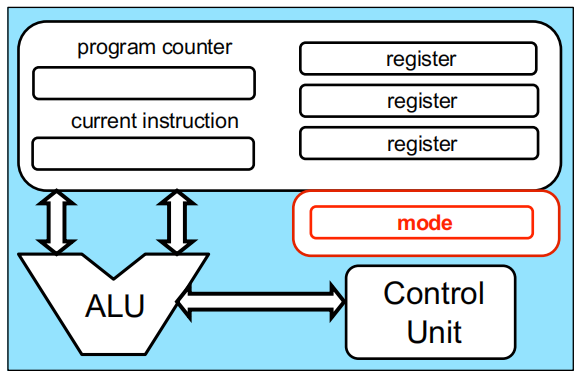 program counter
register
register
current instruction
register
mode
ALU
Control
Unit